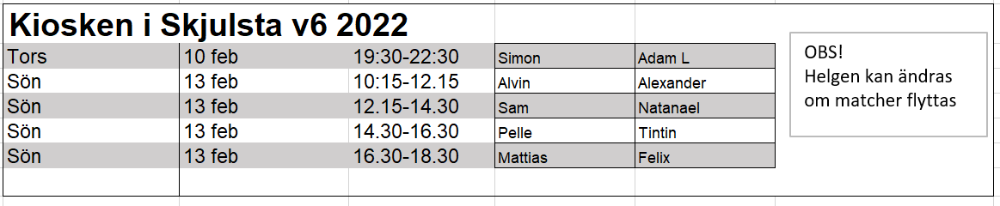 Kiosken i Skjulsta v6 2022
Tors 10 feb 19:30-22:30 Simon Adam L
Sön 13 feb 10:15-12.15 Alvin Alexander
Sön 13 feb 12.15-14.30 Sam Natanael
Sön 13 feb 14.30-16.30 Pelle Tintin
Sön 13 feb 16.30-18.30 Mattias Felix
OBS!
Helgen kan ändras
om matcher flyttas